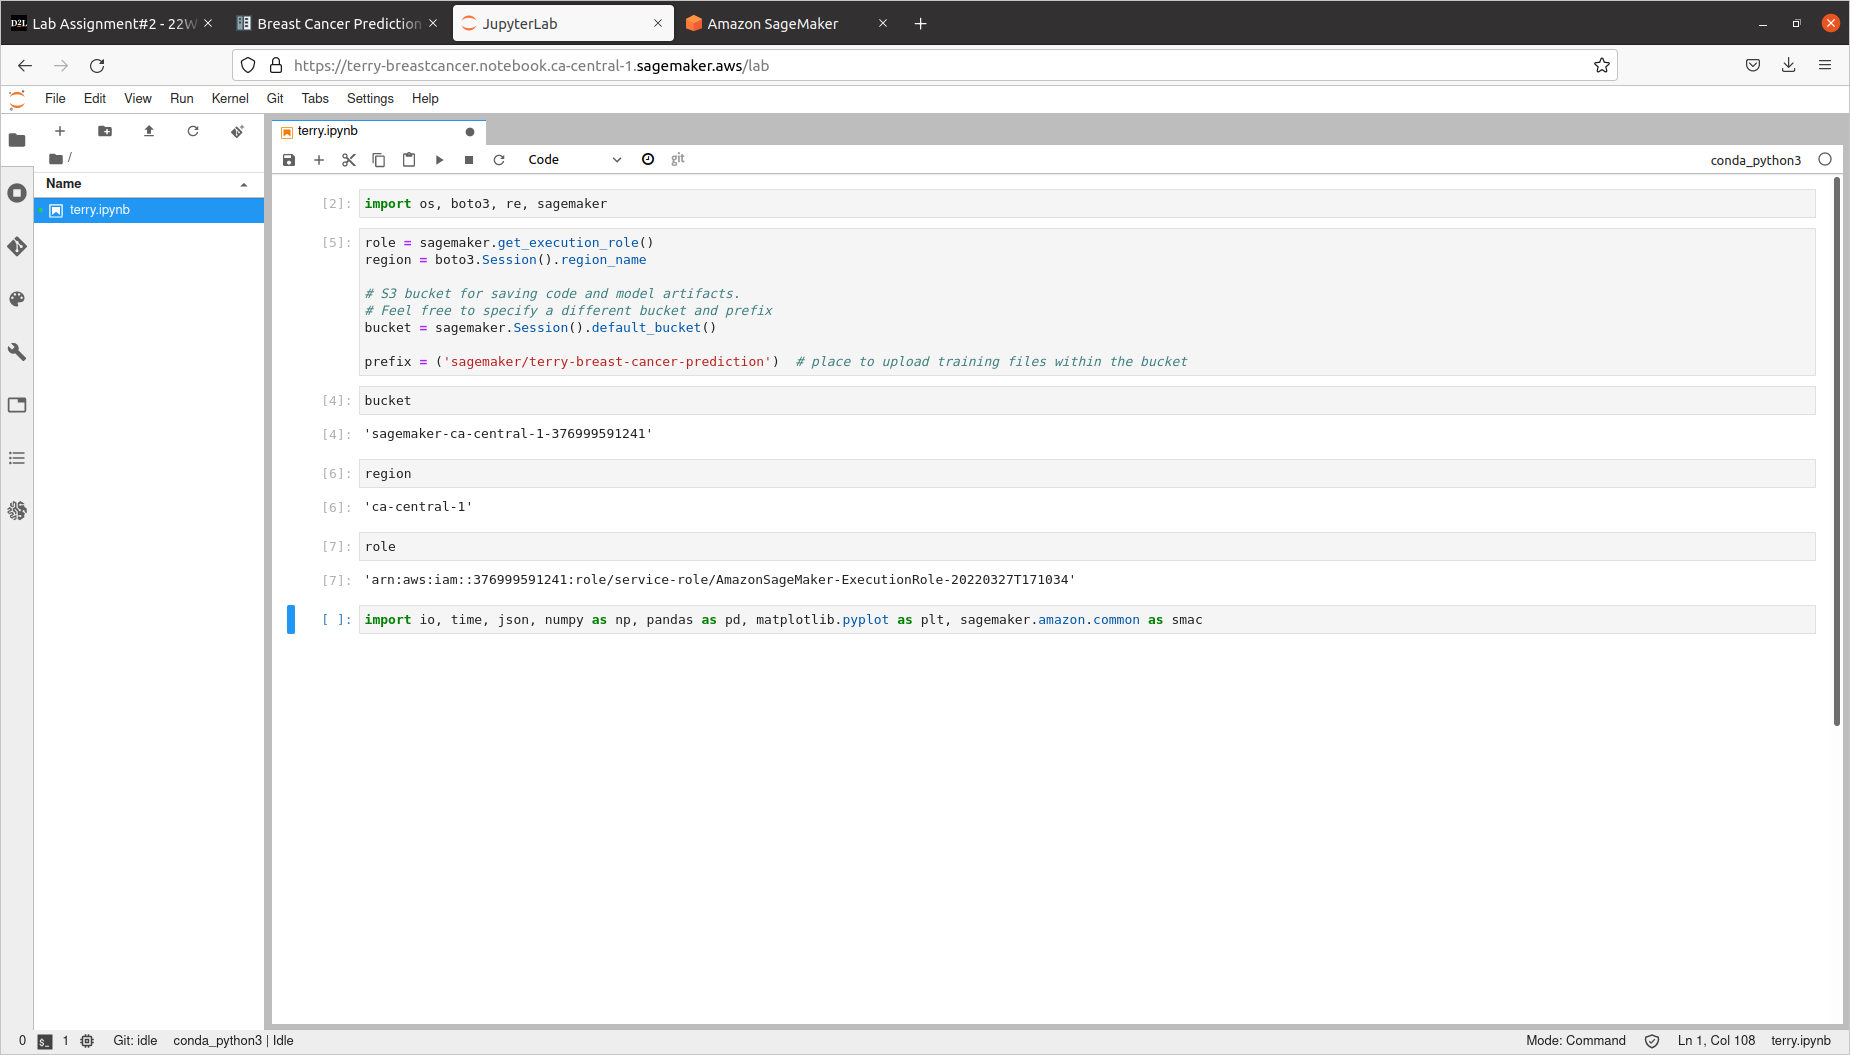 D2L Lab Assignment#2 - 22W
Breast Cancer Prediction
JupyterLab
Amazon SageMaker
https://terry-breastcancer.notebook.ca-central-1.sagemaker.aws/lab
File Edit View Run Kernel Git Tabs Settings Help
/
Name
terry.ipynb
terry.ipynb
Code
git
conda_python3
[2]: import os, boto3, re, sagemaker
[5]: role = sagemaker.get_execution_role()
region = boto3.Session().region_name
# S3 bucket for saving code and model artifacts.
# Feel free to specify a different bucket and prefix
bucket = sagemaker.Session().default_bucket()
prefix = ('sagemaker/terry-breast-cancer-prediction')  # place to upload training files within the bucket
[4]: bucket
[4]: 'sagemaker-ca-central-1-376999591241'
[6]: region
[6]: 'ca-central-1'
[7]: role
[7]: 'arn:aws:iam::376999591241:role/service-role/AmazonSageMaker-ExecutionRole-20220327T171034'
[ ]: import io, time, json, numpy as np, pandas as pd, matplotlib.pyplot as plt, sagemaker.amazon.common as smac
0 $_ 1 Git: idle conda_python3 | Idle Mode: Command Ln 1, Col 108 terry.ipynb